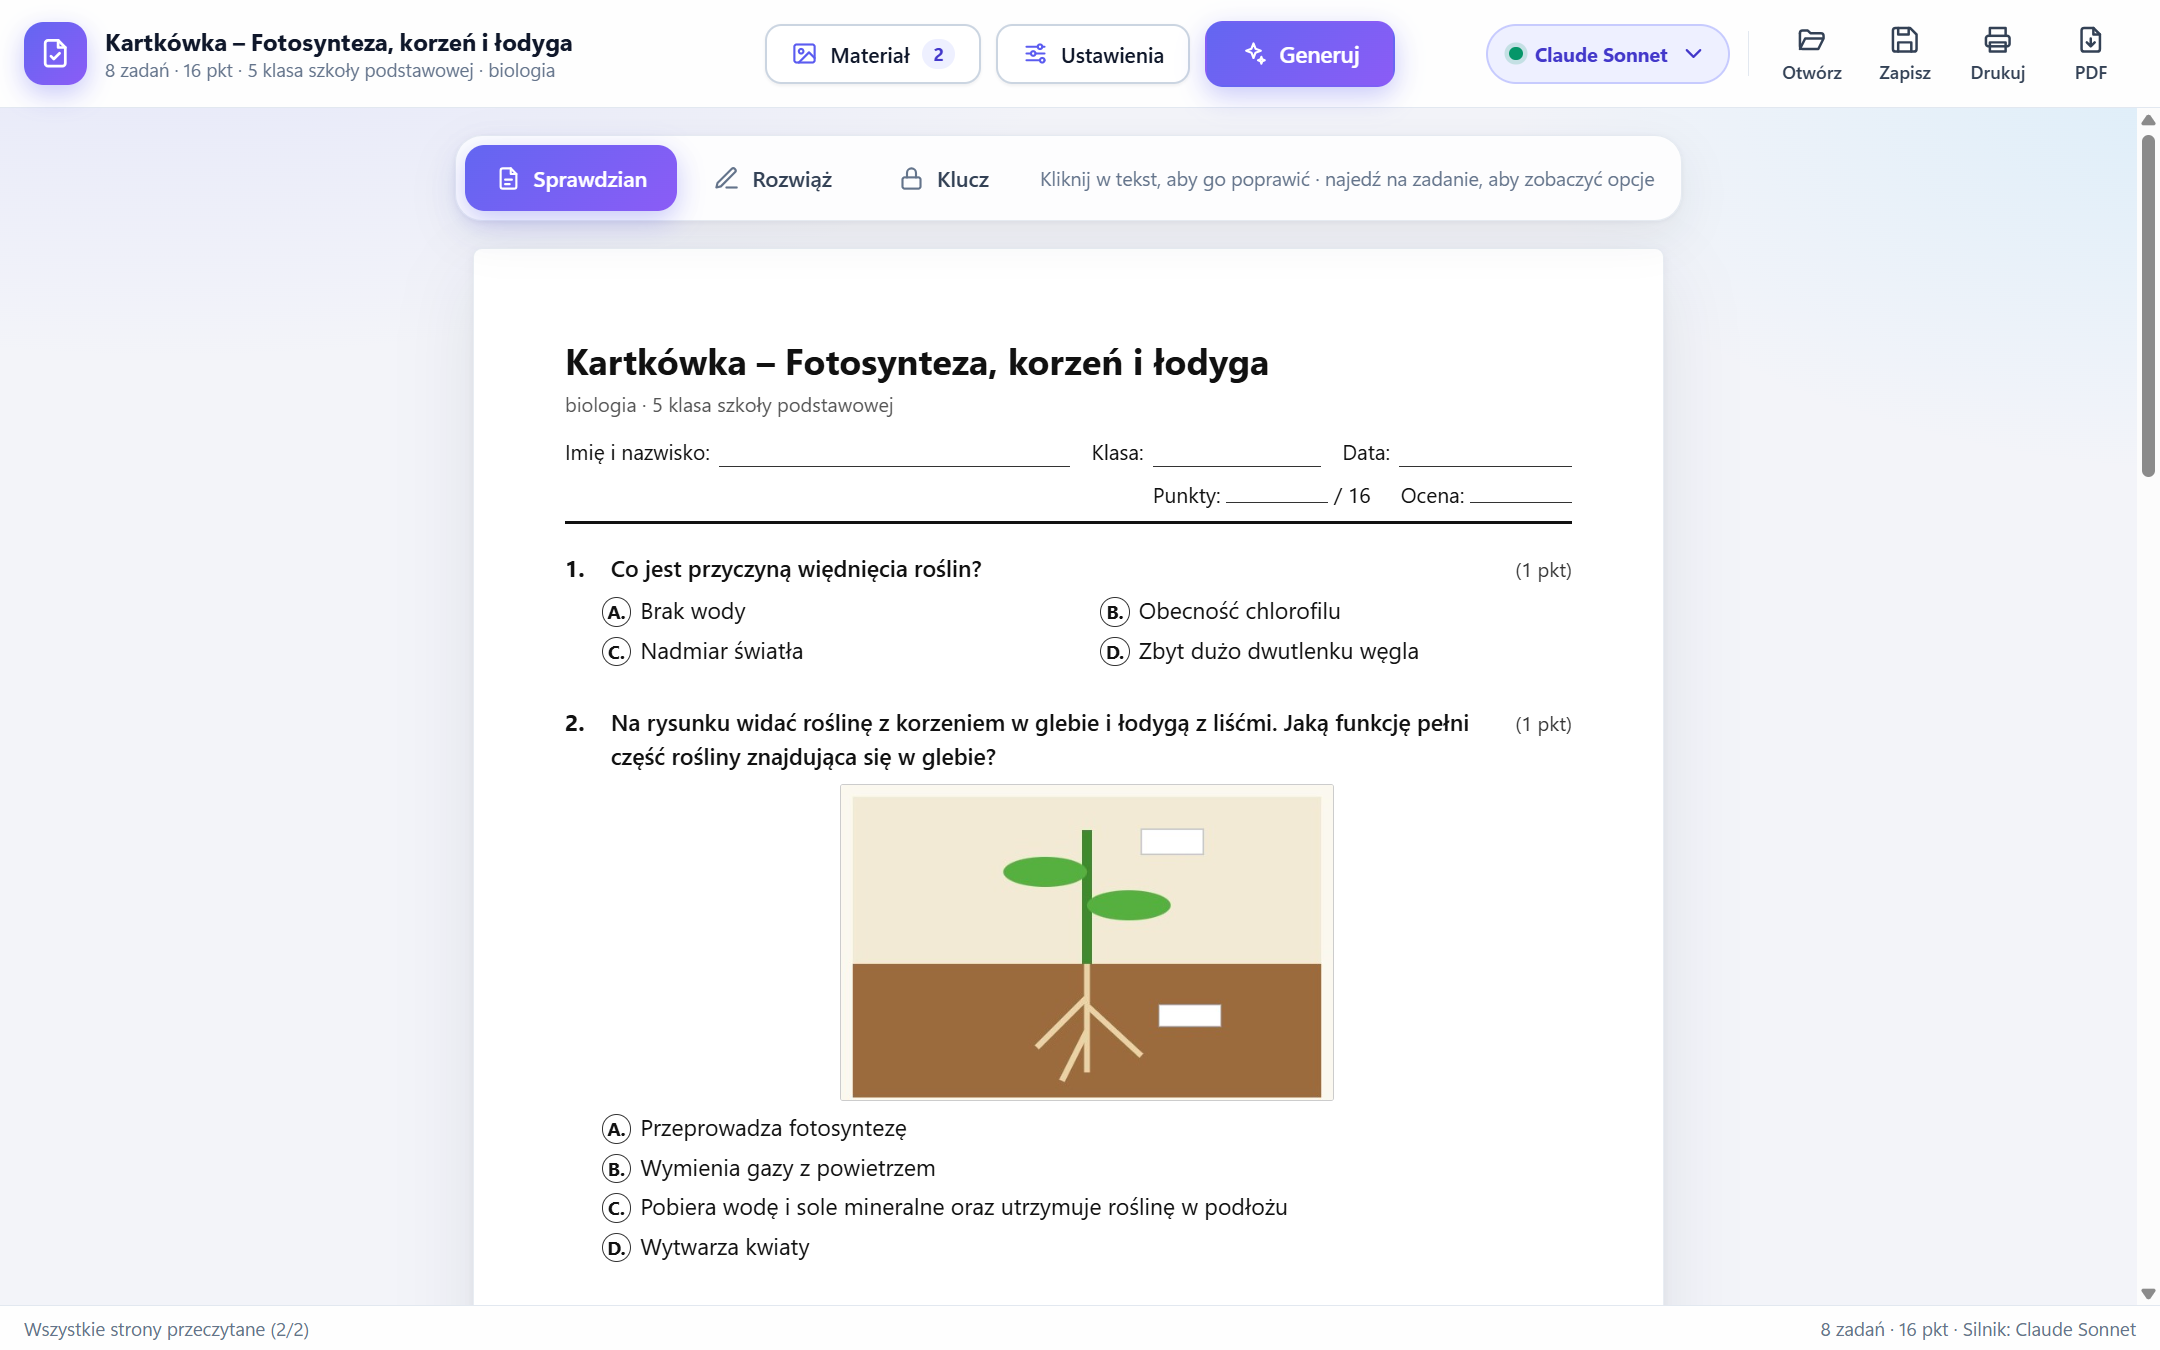 Kartkówka – Fotosynteza, korzeń i łodyga
8 zadań · 16 pkt · 5 klasa szkoły podstawowej · biologia
Materiał 2
Ustawienia
Generuj
Claude Sonnet
Otwórz
Zapisz
Drukuj
PDF
Sprawdzian
Rozwiąż
Klucz
Kliknij w tekst, aby go poprawić · najedź na zadanie, aby zobaczyć opcje
Kartkówka – Fotosynteza, korzeń i łodyga
biologia · 5 klasa szkoły podstawowej
Imię i nazwisko: Klasa: Data:
Punkty: / 16 Ocena:
1. Co jest przyczyną więdnięcia roślin? (1 pkt)
A. Brak wody
B. Obecność chlorofilu
C. Nadmiar światła
D. Zbyt dużo dwutlenku węgla
2. Na rysunku widać roślinę z korzeniem w glebie i łodygą z liśćmi. Jaką funkcję pełni (1 pkt)
część rośliny znajdująca się w glebie?
A. Przeprowadza fotosyntezę
B. Wymienia gazy z powietrzem
C. Pobiera wodę i sole mineralne oraz utrzymuje roślinę w podłożu
D. Wytwarza kwiaty
Wszystkie strony przeczytane (2/2)
8 zadań · 16 pkt · Silnik: Claude Sonnet